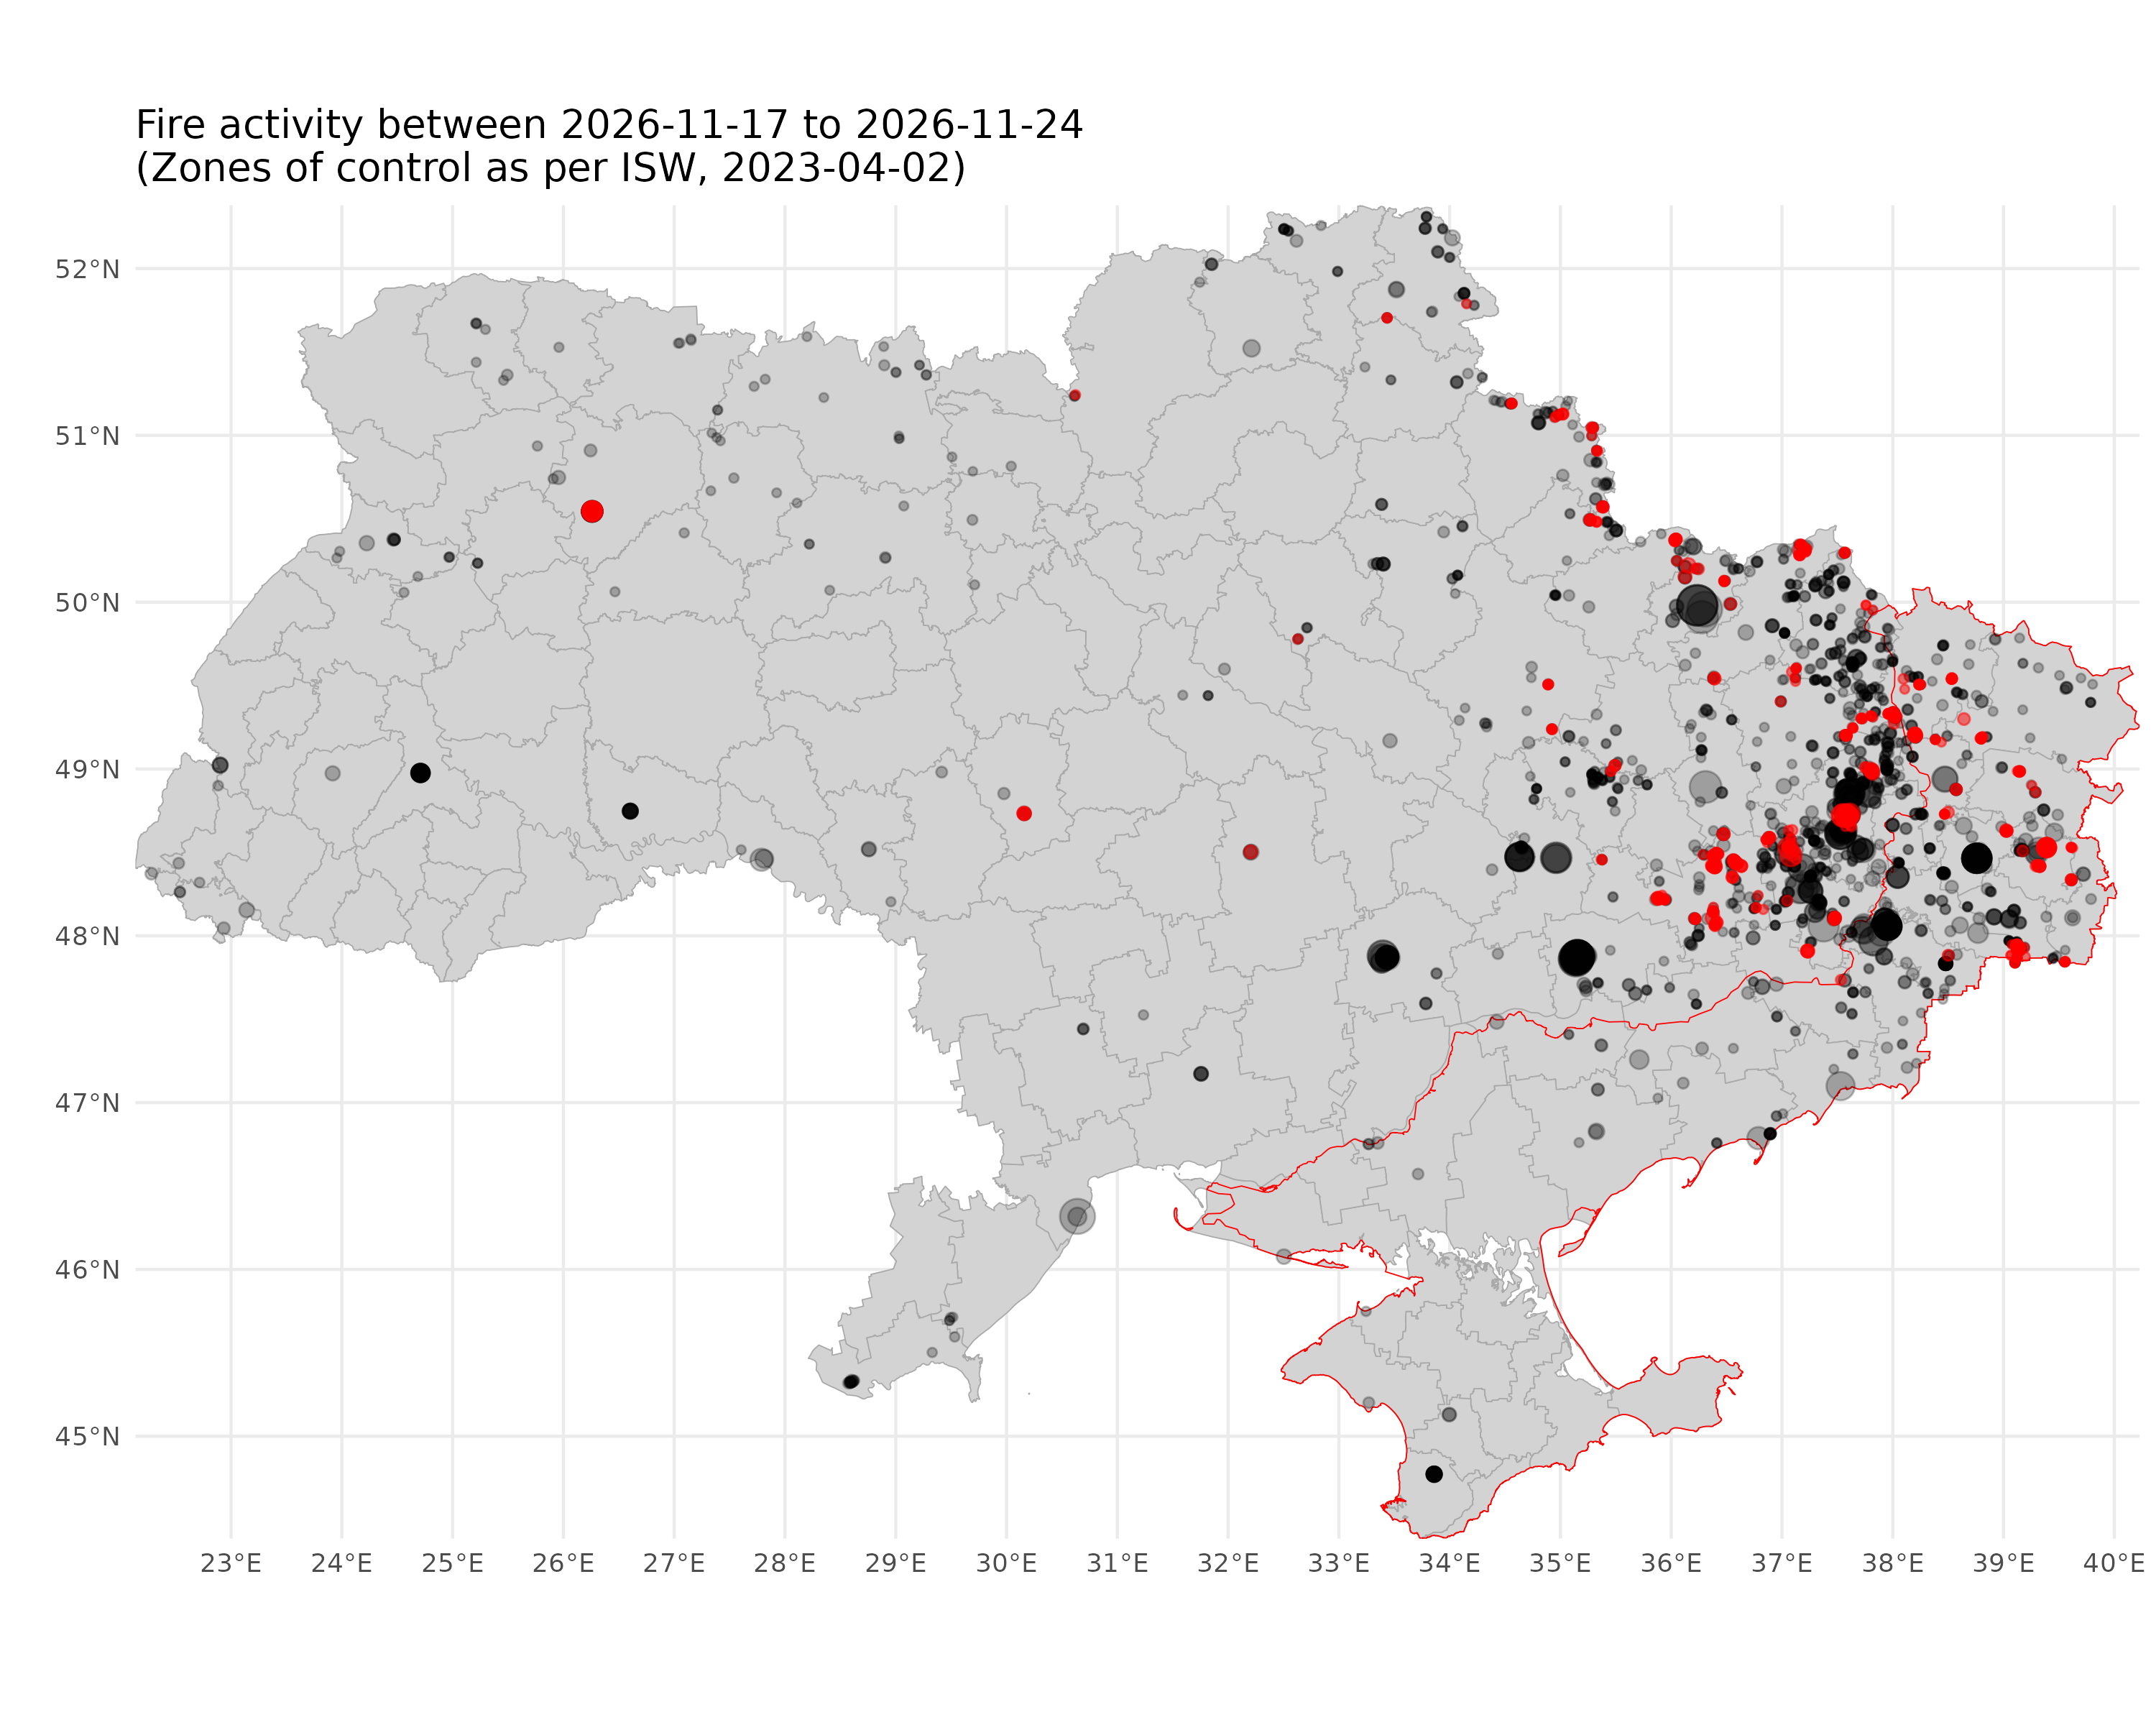 Fire activity between 2026-11-17 to 2026-11-24
(Zones of control as per ISW, 2023-04-02)
52°N
51°N
50°N
49°N
48°N
47°N
46°N
45°N
23°E 24°E 25°E 26°E 27°E 28°E 29°E 30°E 31°E 32°E 33°E 34°E 35°E 36°E 37°E 38°E 39°E 40°E